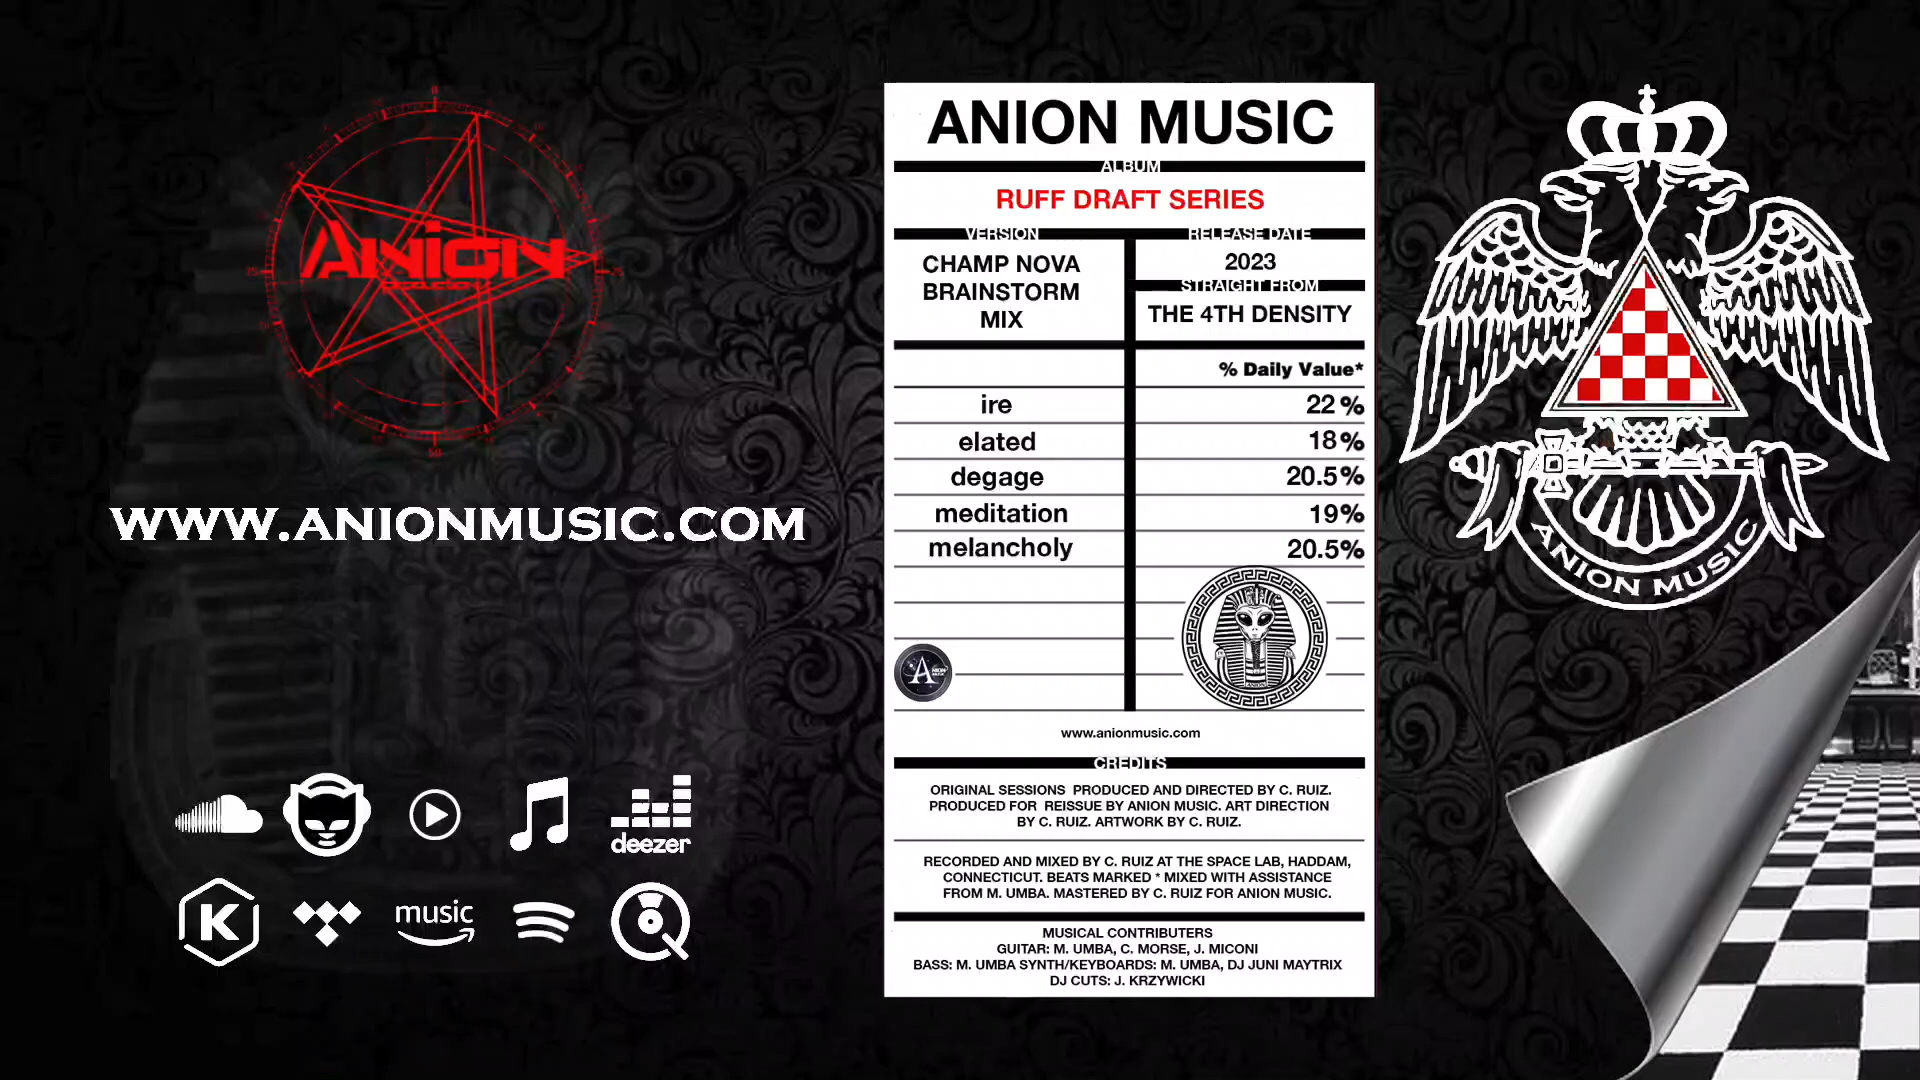 ANION
WWW.ANIONMUSIC.COM
deezer
K
music
ANION MUSIC
ALBUM
RUFF DRAFT SERIES
VERSION
CHAMP NOVA
BRAINSTORM
MIX
RELEASE DATE
2023
STRAIGHT FROM
THE 4TH DENSITY
% Daily Value*
ire 22 %
elated 18%
degage 20.5%
meditation 19%
melancholy 20.5%
www.anionmusic.com
CREDITS
ORIGINAL SESSIONS PRODUCED AND DIRECTED BY C. RUIZ.
PRODUCED FOR REISSUE BY ANION MUSIC. ART DIRECTION
BY C. RUIZ. ARTWORK BY C. RUIZ.
RECORDED AND MIXED BY C. RUIZ AT THE SPACE LAB, HADDAM,
CONNECTICUT. BEATS MARKED * MIXED WITH ASSISTANCE
FROM M. UMBA. MASTERED BY C. RUIZ FOR ANION MUSIC.
MUSICAL CONTRIBUTERS
GUITAR: M. UMBA, C. MORSE, J. MICONI
BASS: M. UMBA SYNTH/KEYBOARDS: M. UMBA, DJ JUNI MAYTRIX
DJ CUTS: J. KRZYWICKI
ANION MUSIC